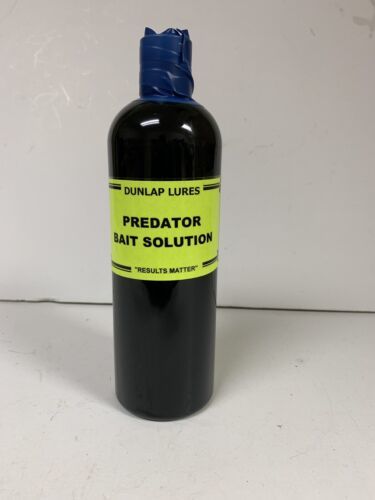 DUNLAP LURES
PREDATOR
BAIT SOLUTION
"RESULTS MATTER"